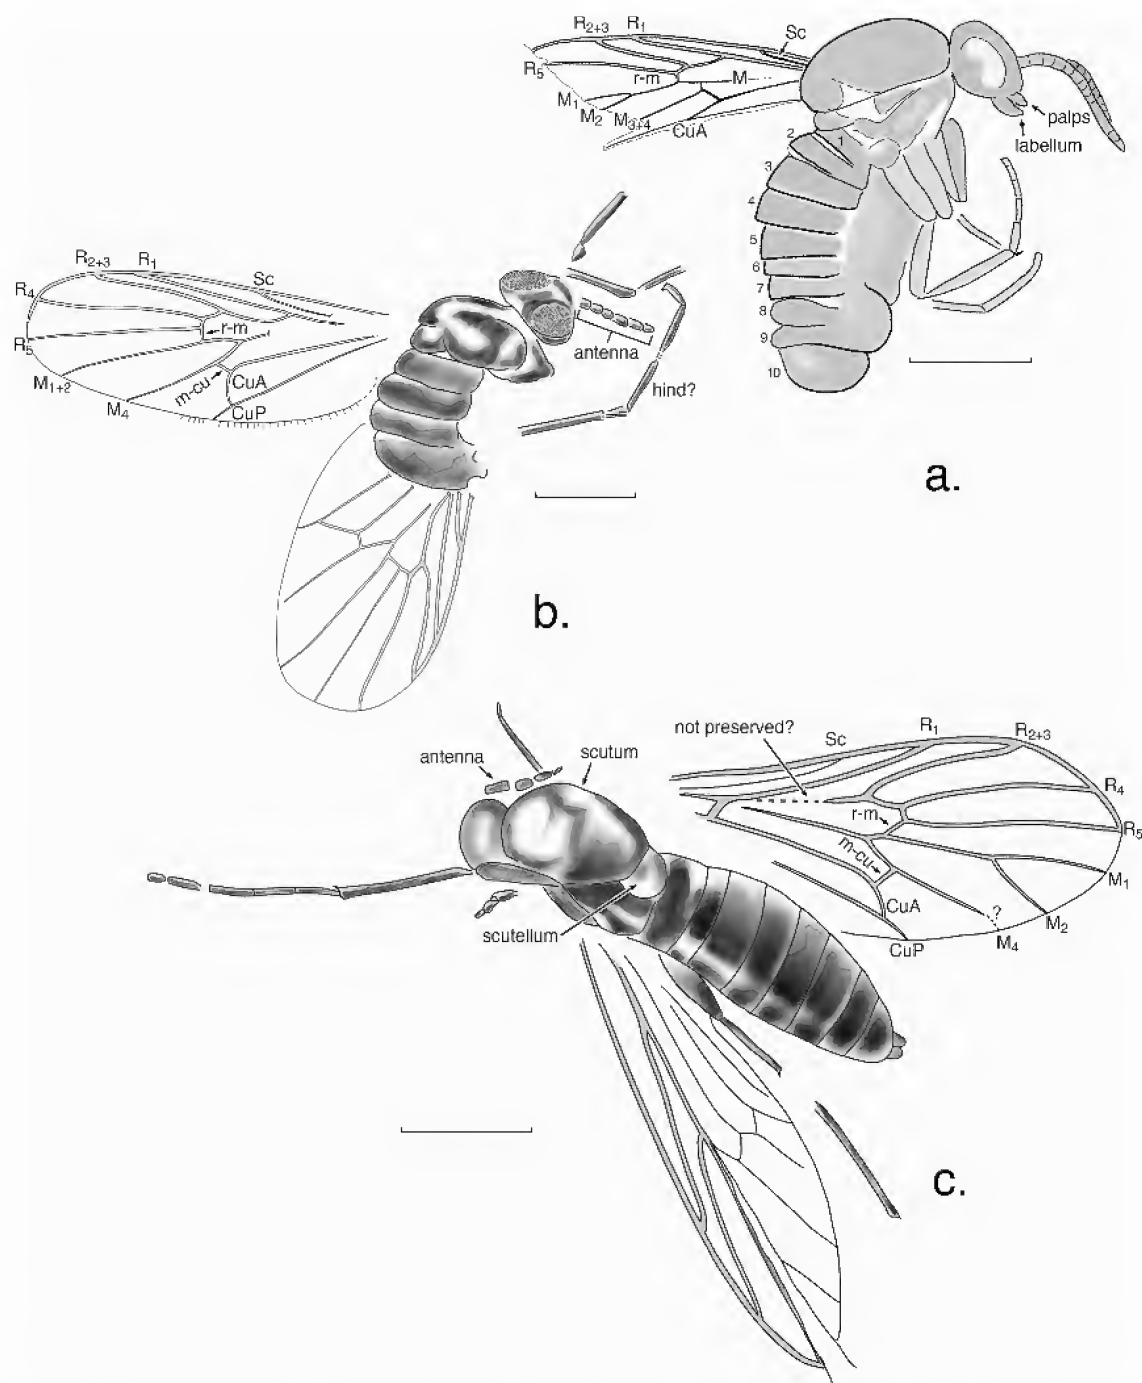 R2+3 R1 Sc
R5 r-m M
M1 M2 M3+4 CuA
palps
labellum
1
2
3
4
5
6
7
8
9
10
a.
R2+3 R1 Sc
R4
r-m
R5
M1+2 m-cu CuA
M4 CuP
antenna
hind?
b.
antenna scutum
scutellum
not preserved? Sc R1 R2+3
R4
r-m
R5
m-cu
M1
CuA ? M2
CuP M4
c.